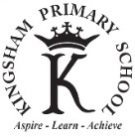 KINGSHAM PRIMARY SCHOOL
K
Aspire - Learn - Achieve